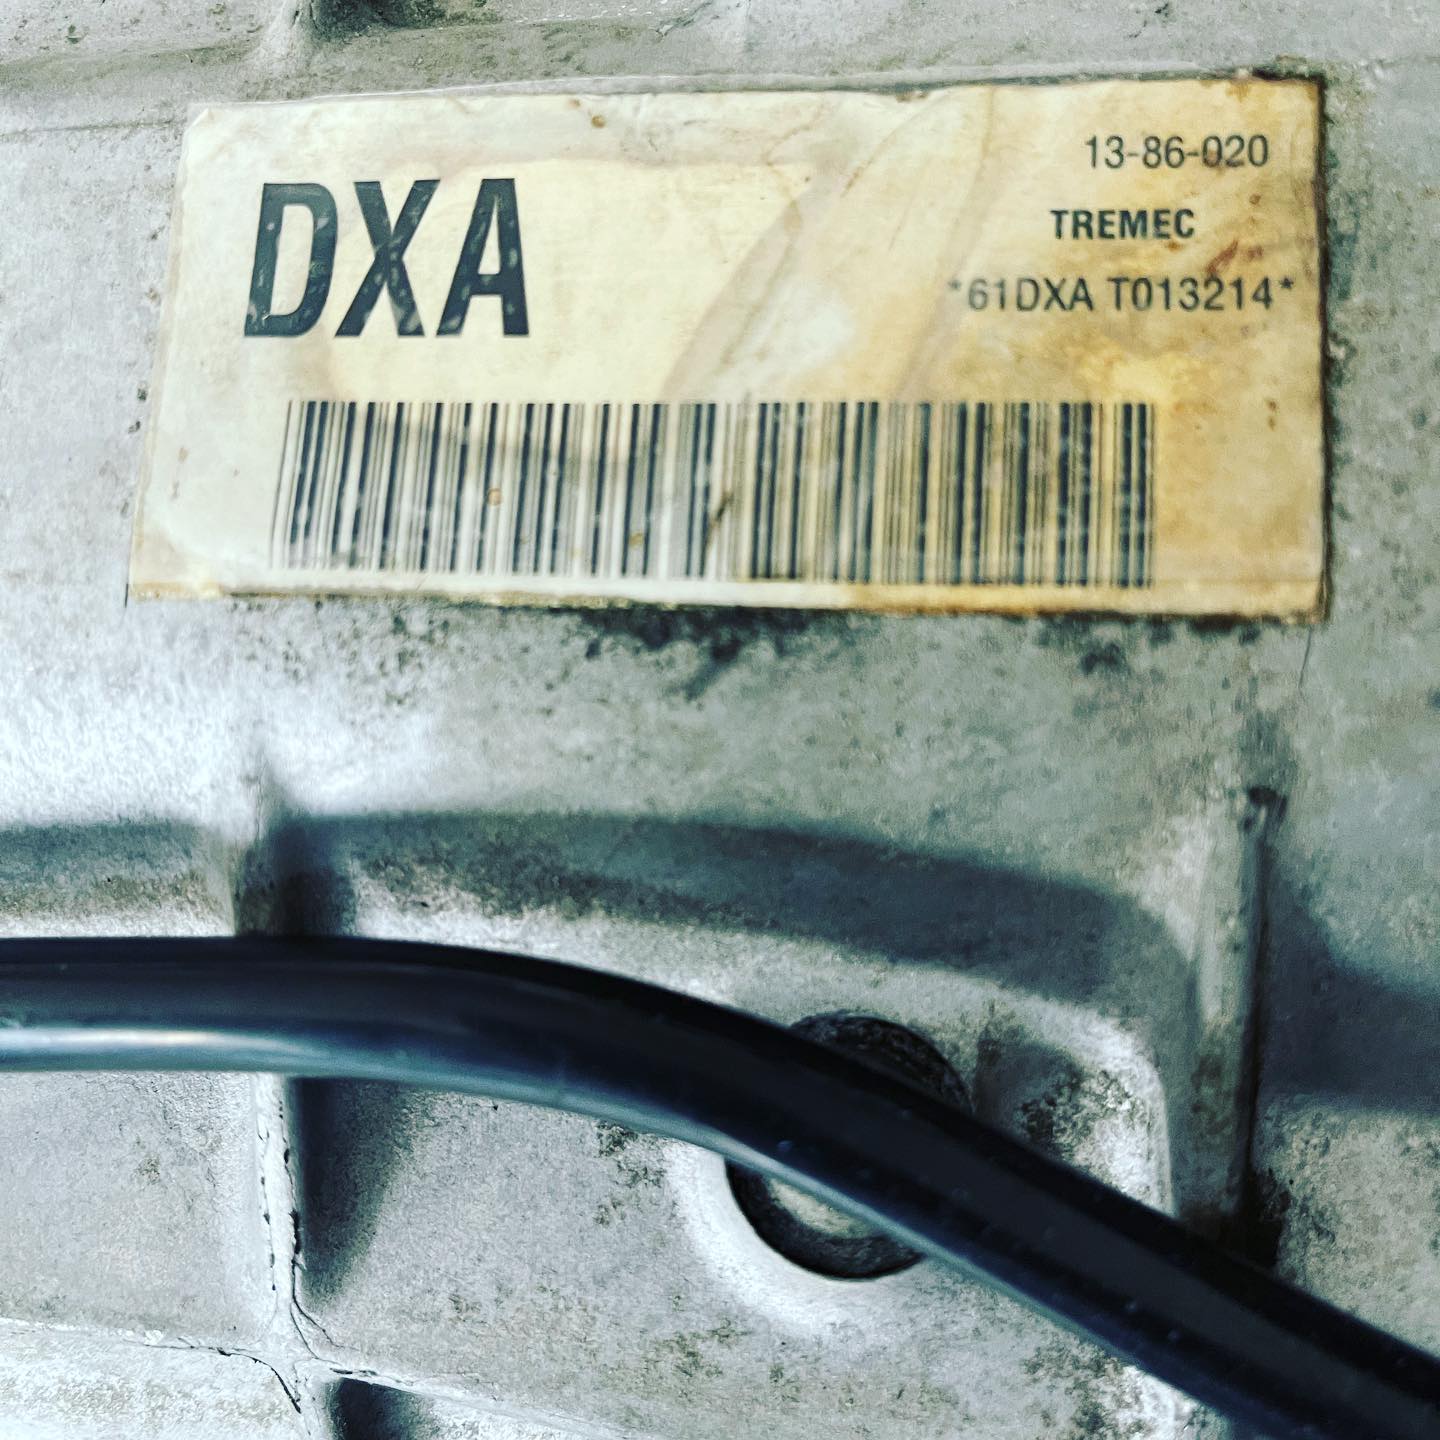 DXA
13-86-020
TREMEC
*61DXA T013214*